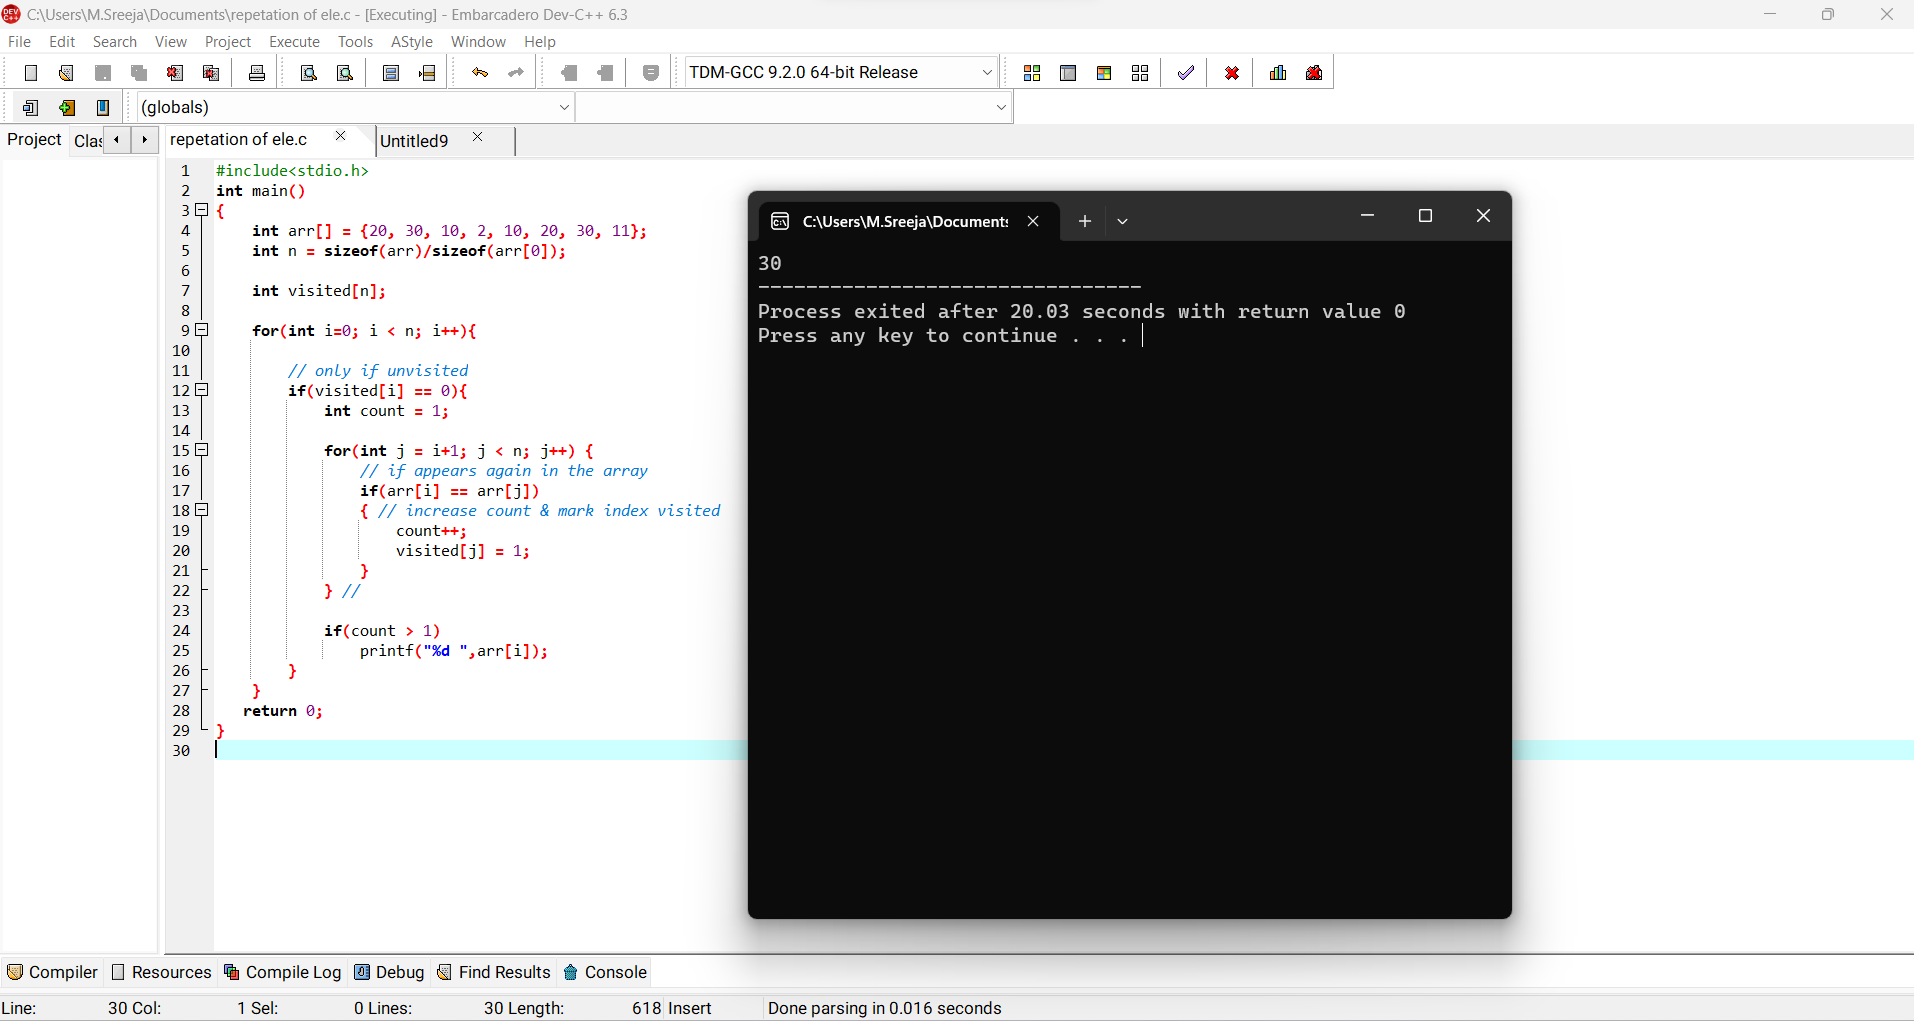 C:\Users\M.Sreeja\Documents\repetation of ele.c - [Executing] - Embarcadero Dev-C++ 6.3
File Edit Search View Project Execute Tools AStyle Window Help
TDM-GCC 9.2.0 64-bit Release
(globals)
Project Clas repetation of ele.c Untitled9
1 #include<stdio.h>
2 int main()
3 {
4 int arr[] = {20, 30, 10, 2, 10, 20, 30, 11};
5 int n = sizeof(arr)/sizeof(arr[0]);
6
7 int visited[n];
8
9 for(int i=0; i < n; i++){
10
11 // only if unvisited
12 if(visited[i] == 0){
13 int count = 1;
14
15 for(int j = i+1; j < n; j++) {
16 // if appears again in the array
17 if(arr[i] == arr[j])
18 { // increase count & mark index visited
19 count++;
20 visited[j] = 1;
21 }
22 } //
23
24 if(count > 1)
25 printf("%d ",arr[i]);
26 }
27 }
28 return 0;
29 }
30
C:\Users\M.Sreeja\Documents
30
--------------------------------
Process exited after 20.03 seconds with return value 0
Press any key to continue . . .
Compiler Resources Compile Log Debug Find Results Console
Line: 30 Col: 1 Sel: 0 Lines: 30 Length: 618 Insert Done parsing in 0.016 seconds